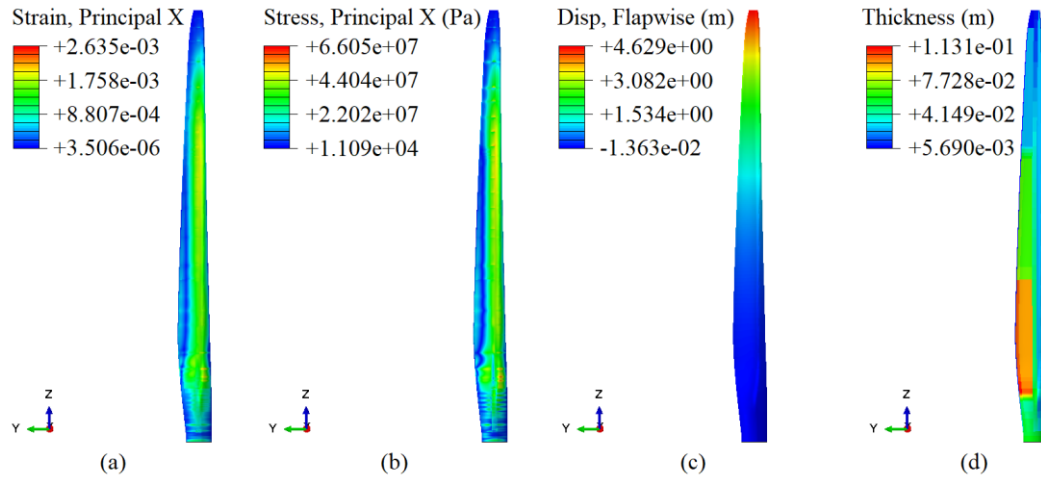 Strain, Principal X
+2.635e-03
+1.758e-03
+8.807e-04
+3.506e-06
Z
Y
X
(a)
Stress, Principal X (Pa)
+6.605e+07
+4.404e+07
+2.202e+07
+1.109e+04
Z
Y
X
(b)
Disp, Flapwise (m)
+4.629e+00
+3.082e+00
+1.534e+00
-1.363e-02
Z
Y
X
(c)
Thickness (m)
+1.131e-01
+7.728e-02
+4.149e-02
+5.690e-03
Z
Y
X
(d)